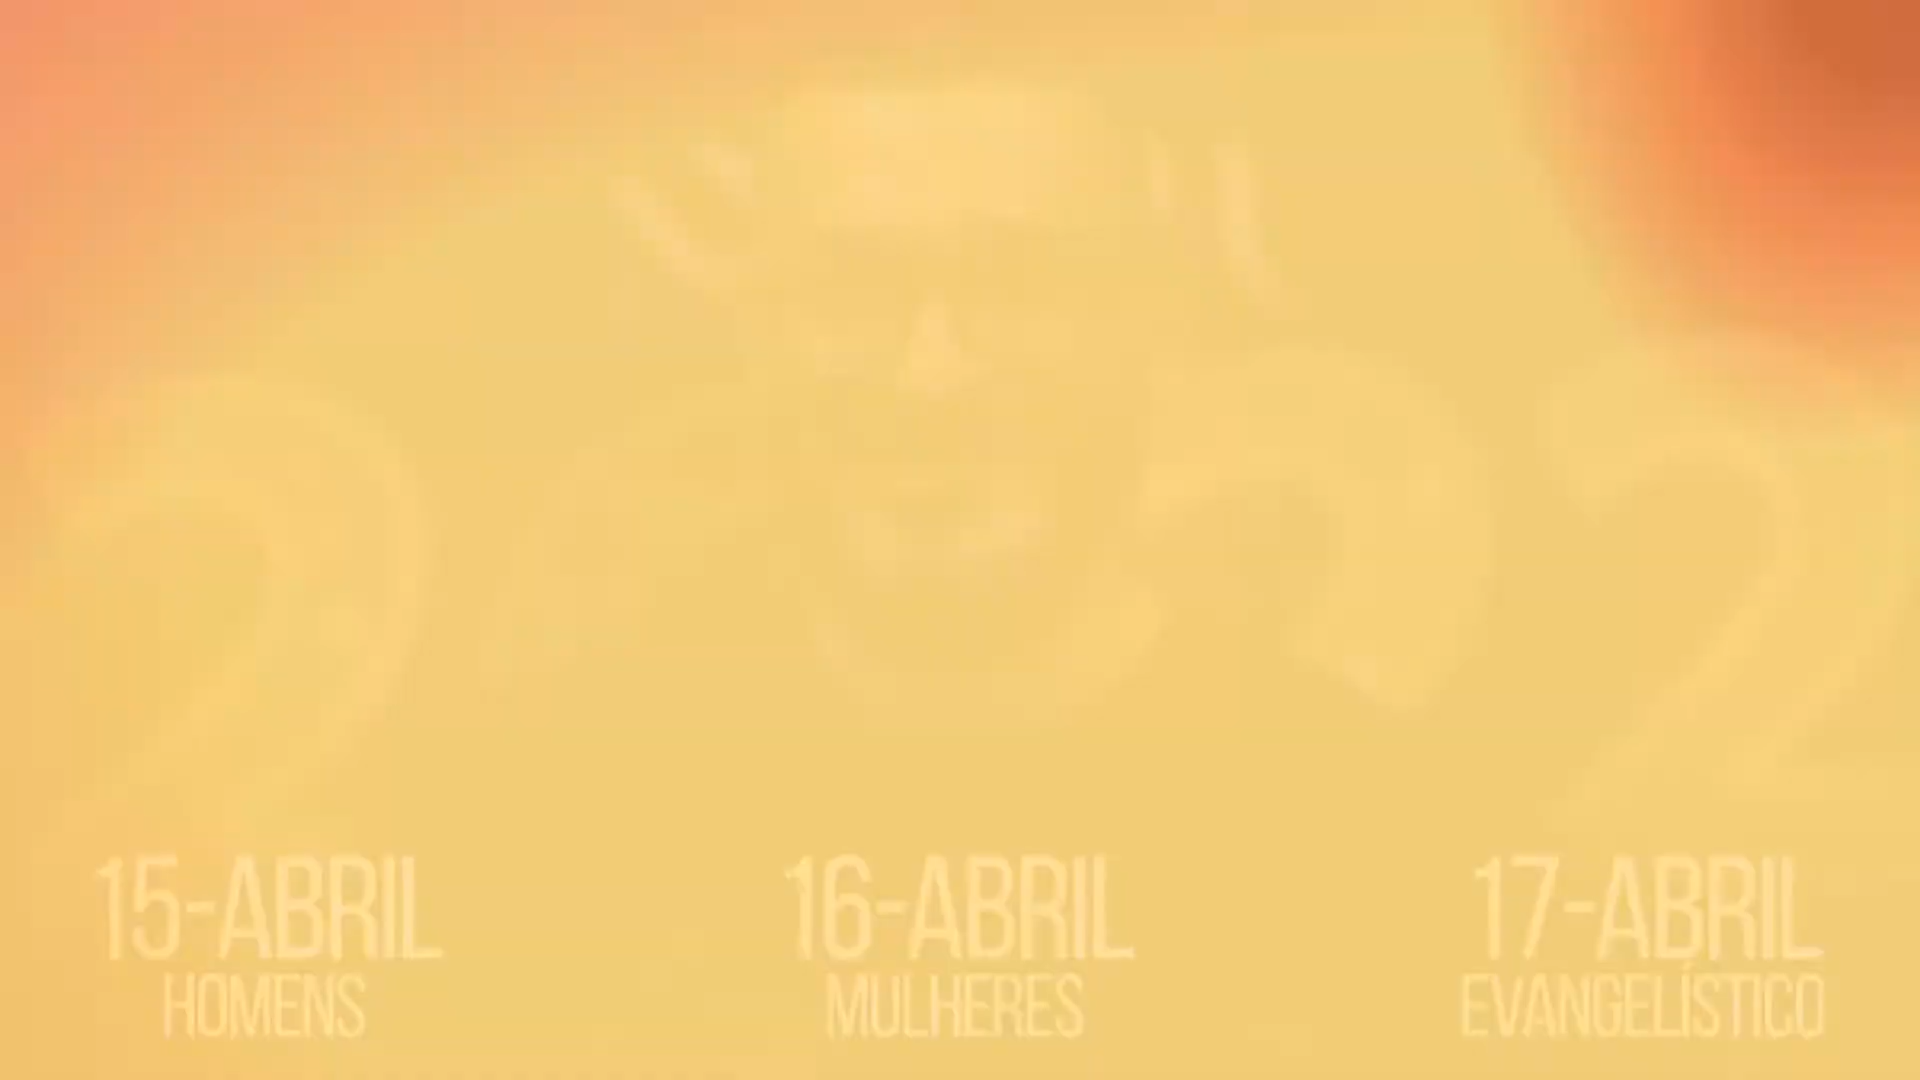 15-ABRIL
HOMENS
16-ABRIL
MULHERES
17-ABRIL
EVANGELÍSTICO